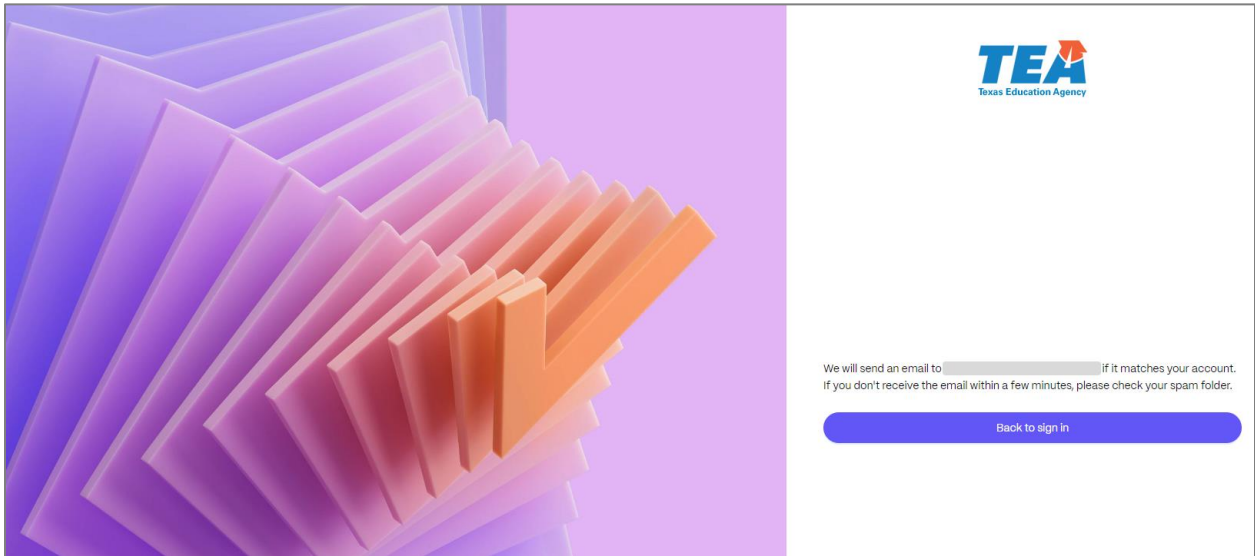 TEA
Texas Education Agency
We will send an email to if it matches your account.
If you don't receive the email within a few minutes, please check your spam folder.
Back to sign in